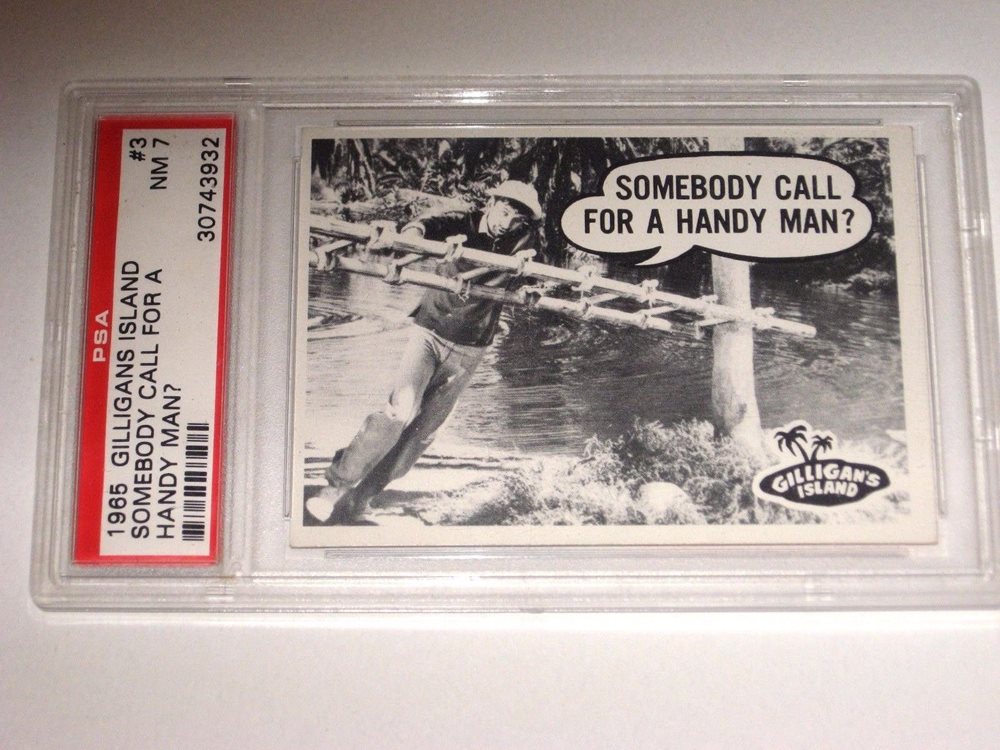 PSA
1965 GILLIGANS ISLAND #3
SOMEBODY CALL FOR A NM 7
HANDY MAN? 30743932
SOMEBODY CALL
FOR A HANDY MAN?
GILLIGAN'S
ISLAND